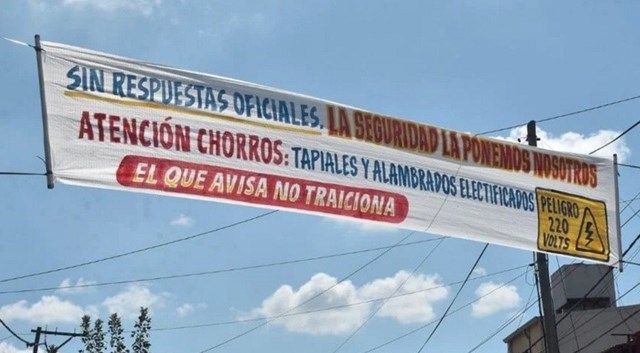 SIN RESPUESTAS OFICIALES, LA SEGURIDAD LA PONEMOS NOSOTROS
ATENCIÓN CHORROS: TAPIALES Y ALAMBRADOS ELECTRIFICADOS
EL QUE AVISA NO TRAICIONA
PELIGRO
220
VOLTS